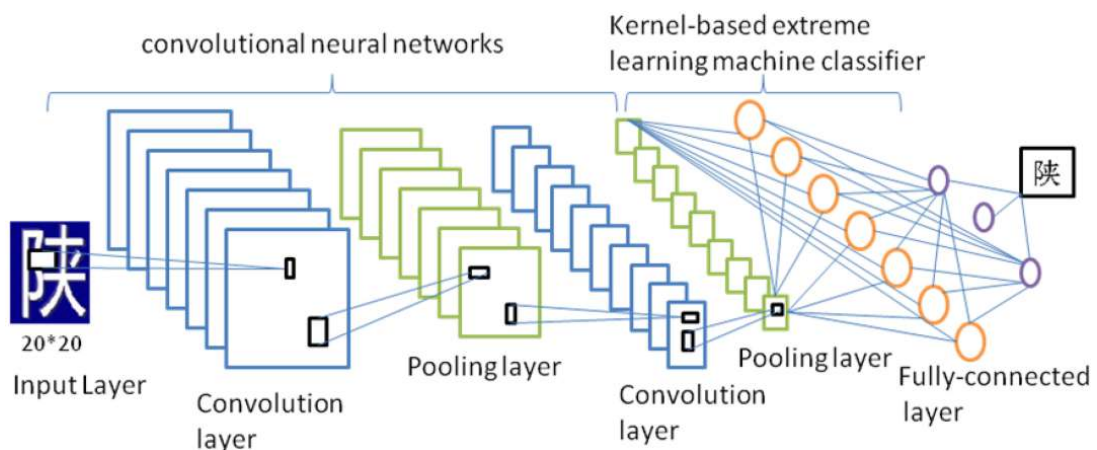 convolutional neural networks
Kernel-based extreme
learning machine classifier
陕
20*20
Input Layer
Convolution
layer
Pooling layer
Convolution
layer
Pooling layer
Fully-connected
layer
陕